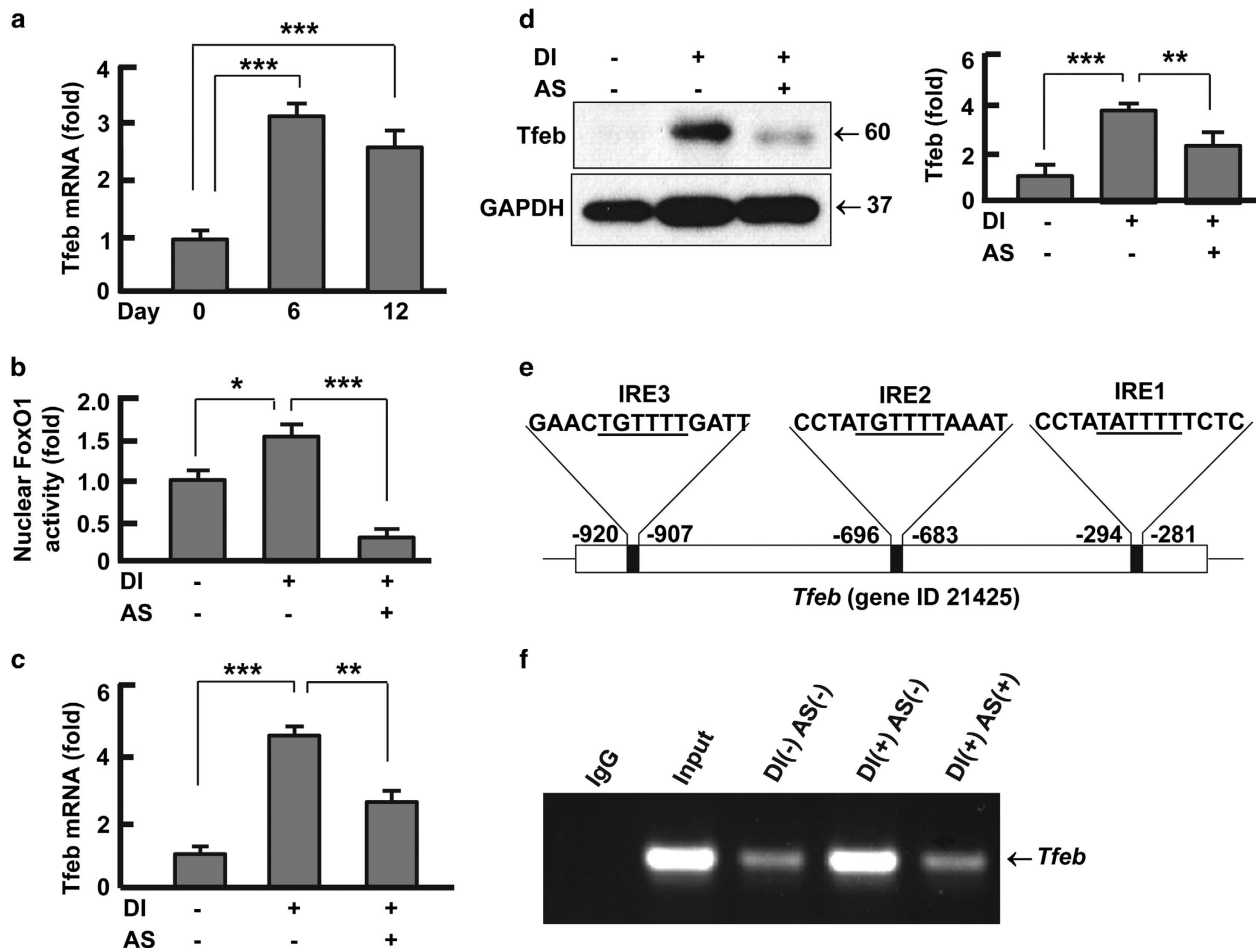 a
***
***
4
3
2
1
0
Tfeb mRNA (fold)
Day 0 6 12
b
* ***
2.0
1.5
1.0
0.5
0
Nuclear FoxO1
activity (fold)
DI - + +
AS - - +
c
*** **
6
4
2
0
Tfeb mRNA (fold)
DI - + +
AS - - +
d
DI - + +
AS - - +
Tfeb ←60
GAPDH ←37
*** **
6
4
2
0
Tfeb (fold)
DI - + +
AS - - +
e
IRE3 IRE2 IRE1
GAACTGTTTTGATT CCTATGTTTTAAAT CCTATATTTTTCTC
-920 -907 -696 -683 -294 -281
Tfeb (gene ID 21425)
f
IgG Input DI(-) AS(-) DI(+) AS(-) DI(+) AS(+)
←Tfeb